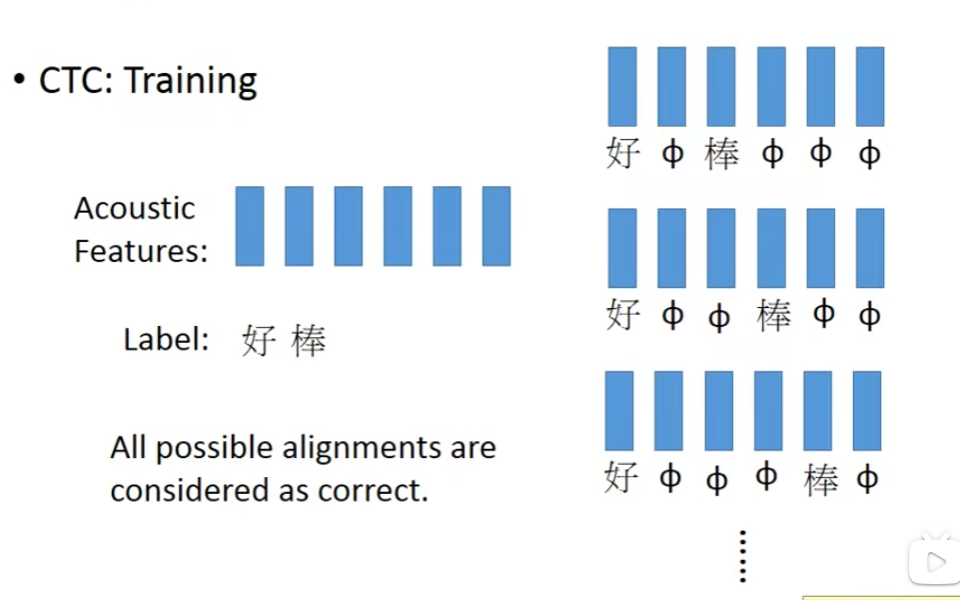 • CTC: Training
Acoustic
Features:
Label: 好 棒
All possible alignments are
considered as correct.
好 ϕ 棒 ϕ ϕ ϕ
好 ϕ ϕ 棒 ϕ ϕ
好 ϕ ϕ ϕ 棒 ϕ